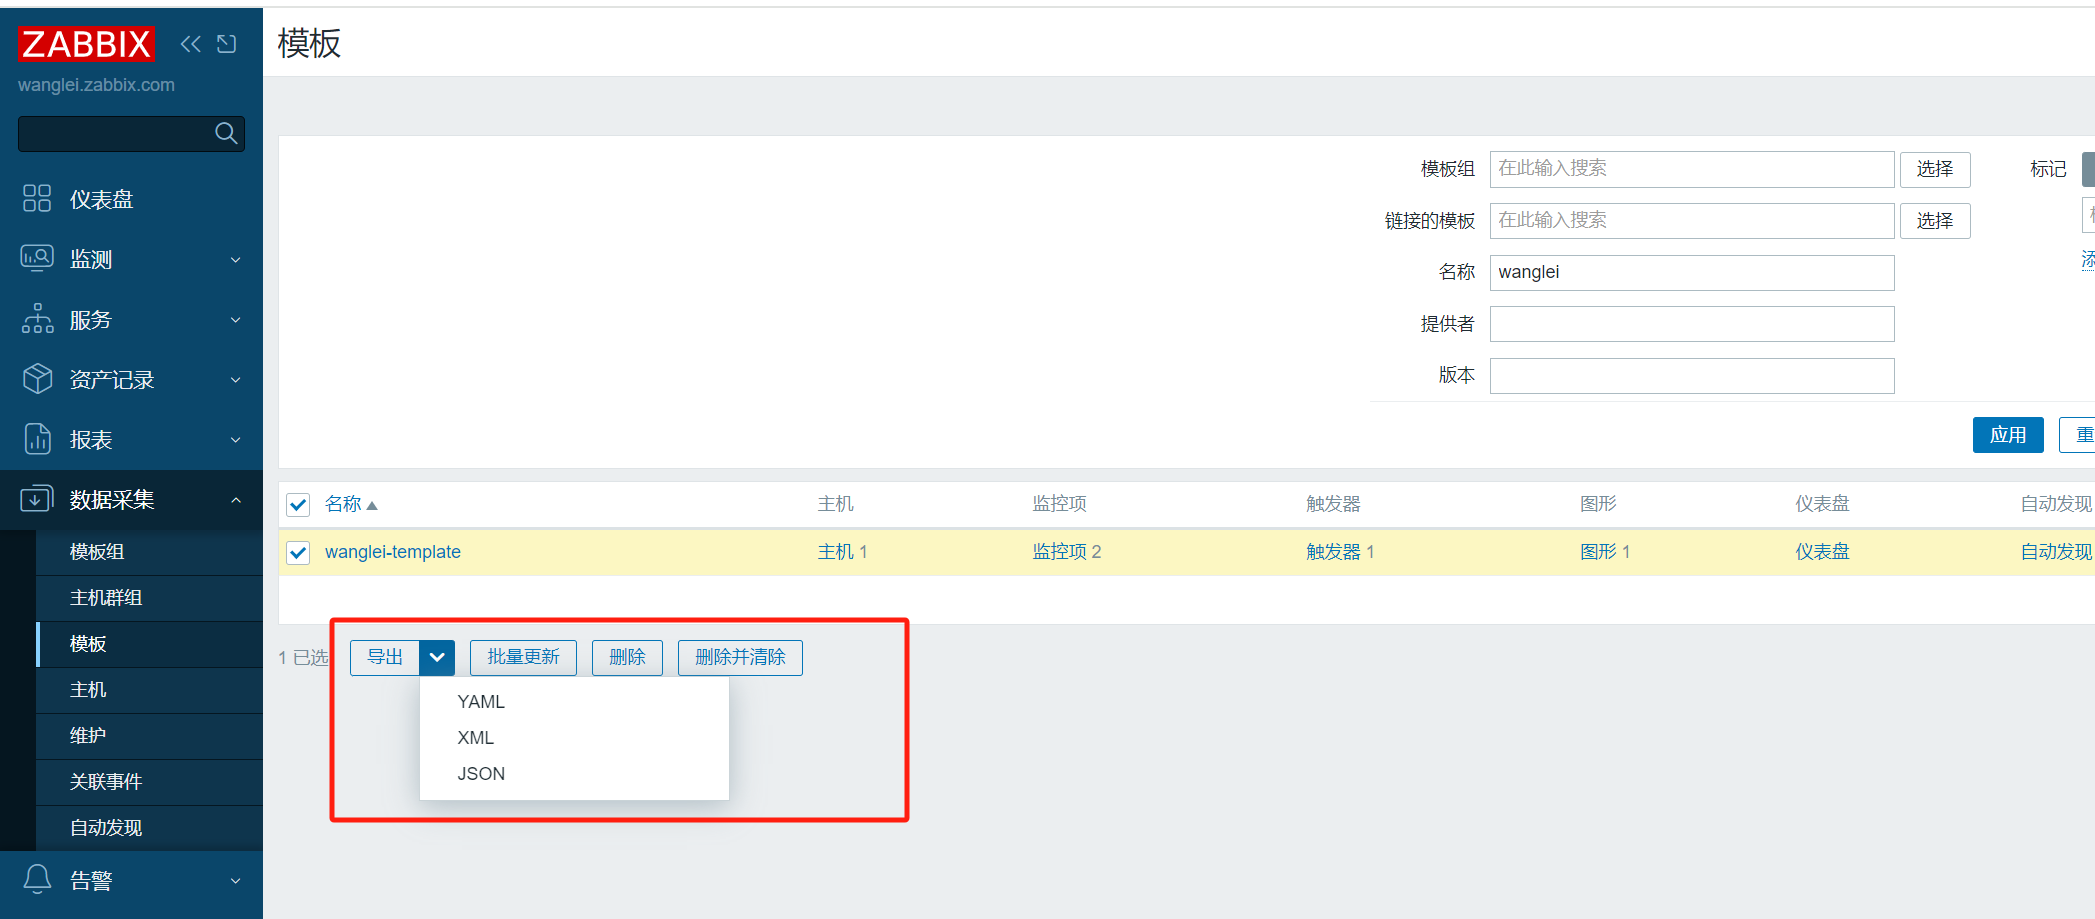 ZABBIX
wanglei.zabbix.com
仪表盘
监测
服务
资产记录
报表
数据采集
模板组
主机群组
模板
主机
维护
关联事件
自动发现
告警
模板
模板组 在此输入搜索 选择 标记
链接的模板 在此输入搜索 选择
名称 wanglei
添
提供者
版本
应用 重
名称 主机 监控项 触发器 图形 仪表盘 自动发现
wanglei-template 主机 1 监控项 2 触发器 1 图形 1 仪表盘 自动发现
1 已选 导出 批量更新 删除 删除并清除
YAML
XML
JSON